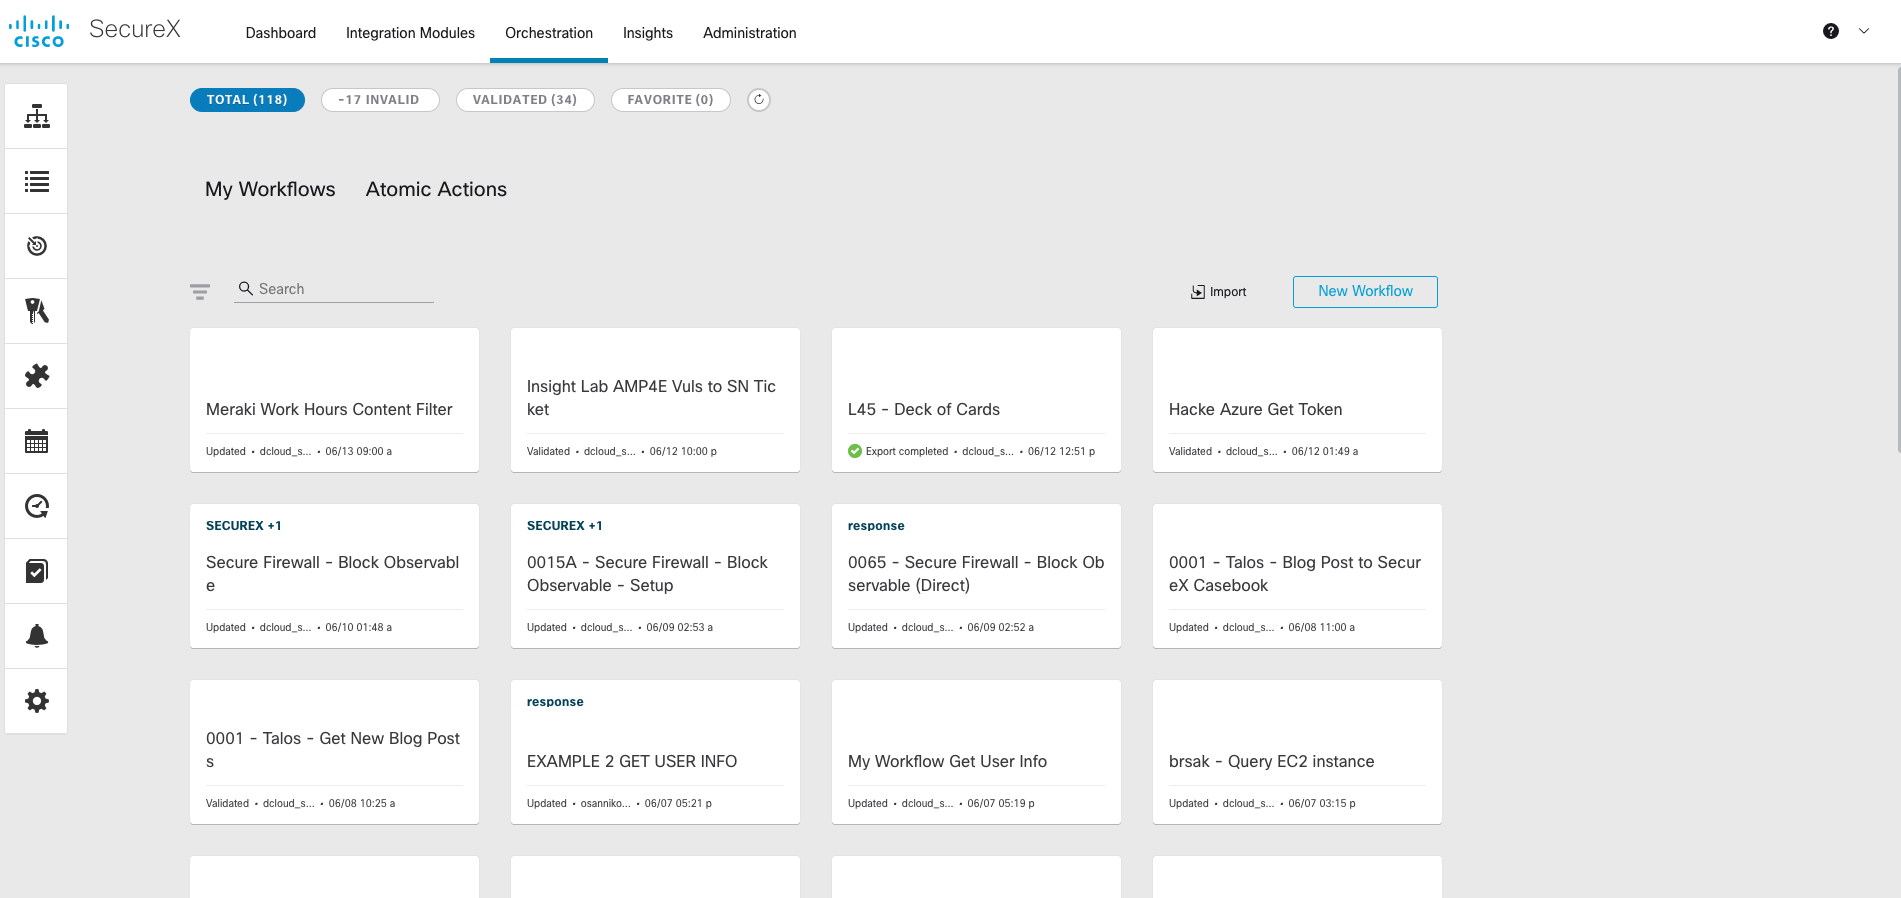 CISCO SecureX Dashboard Integration Modules Orchestration Insights Administration ?
TOTAL (118) -17 INVALID VALIDATED (34) FAVORITE (0)
My Workflows Atomic Actions
Search Import New Workflow
Meraki Work Hours Content Filter
Updated • dcloud_s... • 06/13 09:00 a
Insight Lab AMP4E Vuls to SN Tic
ket
Validated • dcloud_s... • 06/12 10:00 p
L45 - Deck of Cards
Export completed • dcloud_s... • 06/12 12:51 p
Hacke Azure Get Token
Validated • dcloud_s... • 06/12 01:49 a
SECUREX +1
Secure Firewall - Block Observabl
e
Updated • dcloud_s... • 06/10 01:48 a
SECUREX +1
0015A - Secure Firewall - Block
Observable - Setup
Updated • dcloud_s... • 06/09 02:53 a
response
0065 - Secure Firewall - Block Ob
servable (Direct)
Updated • dcloud_s... • 06/09 02:52 a
0001 - Talos - Blog Post to Secur
eX Casebook
Updated • dcloud_s... • 06/08 11:00 a
0001 - Talos - Get New Blog Post
s
Validated • dcloud_s... • 06/08 10:25 a
response
EXAMPLE 2 GET USER INFO
Updated • osanniko... • 06/07 05:21 p
My Workflow Get User Info
Updated • dcloud_s... • 06/07 05:19 p
brsak - Query EC2 instance
Updated • dcloud_s... • 06/07 03:15 p